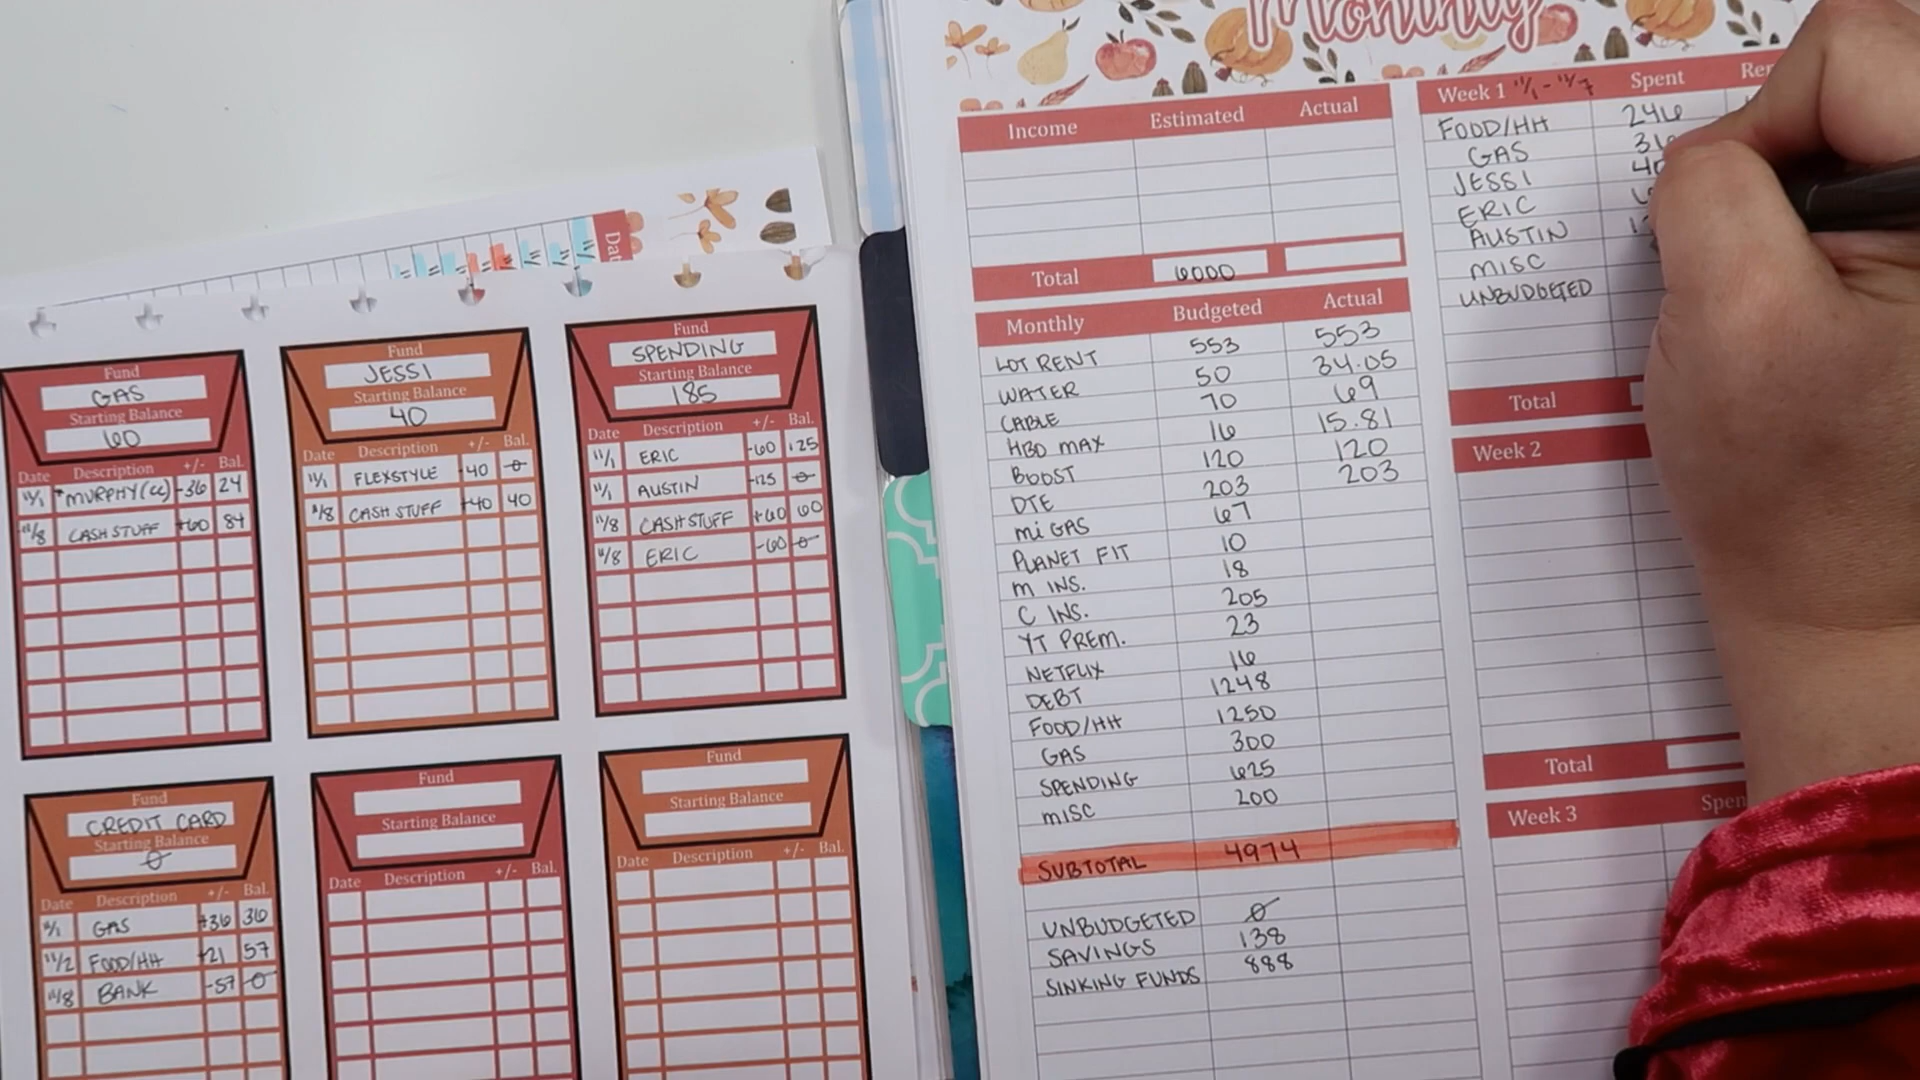 Monthly
Income Estimated Actual
Total 6000
Monthly Budgeted Actual
LOT RENT 553 553
WATER 50 34.05
CABLE 70 69
HBO MAX 16 15.81
BOOST 120 120
DTE 203 203
mi GAS 67
PLANET FIT 10
m INS. 18
C INS. 205
YT PREM. 23
NETFLIX 16
DEBT 1248
FOOD/HH 1250
GAS 300
SPENDING 625
MISC 200
SUBTOTAL 4974
UNBUDGETED 0
SAVINGS 138
SINKING FUNDS 888
Week 1 11/1 - 11/7 Spent
FOOD/HH 246
GAS 36
JESSI
ERIC
AUSTIN
MISC
UNBUDGETED
Total
Week 2
Total
Week 3
Fund
GAS
Starting Balance
60
Date Description +/- Bal.
11/1 *MURPHY(CC) -36 24
11/8 CASH STUFF +60 84
Fund
JESSI
Starting Balance
40
Date Description +/- Bal.
11/1 FLEXSTYLE -40 0
11/8 CASH STUFF +40 40
Fund
SPENDING
Starting Balance
185
Date Description +/- Bal.
11/1 ERIC -60 125
11/1 AUSTIN -125 0
11/8 CASH STUFF +60 60
11/8 ERIC -60 0
Fund
CREDIT CARD
Starting Balance
0
Date Description +/- Bal.
11/1 GAS +36 36
11/2 FOOD/HH +21 57
11/8 BANK -57 0
Fund
Starting Balance
Date Description +/- Bal.
Fund
Starting Balance
Date Description +/- Bal.